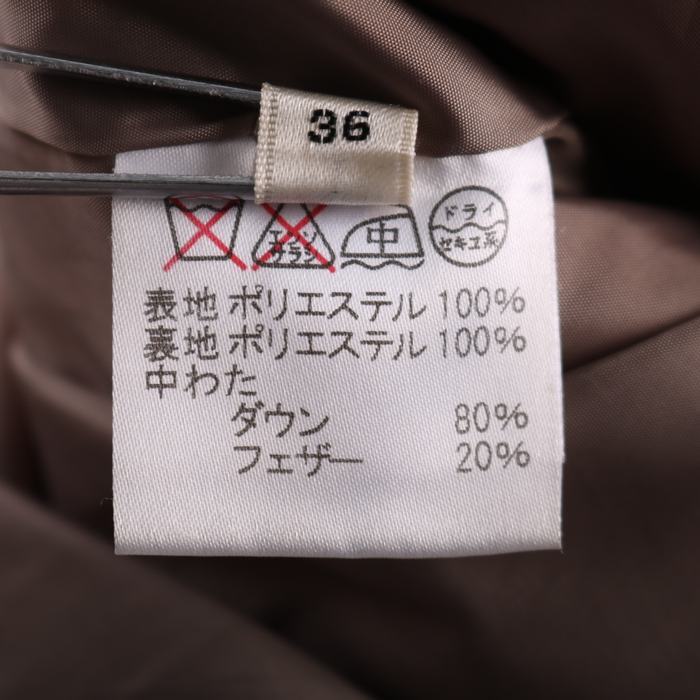 36
エンソ
サラシ
中
ドライ
セキユ系
表地 ポリエステル 100%
裏地 ポリエステル 100%
中わた
ダウン 80%
フェザー 20%